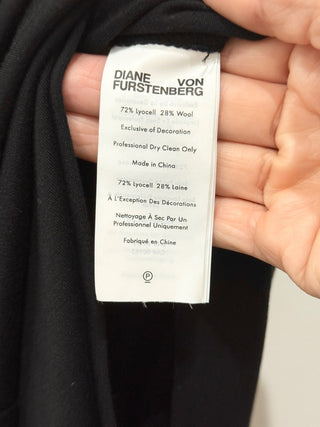 DIANE VON
FURSTENBERG
72% Lyocell 28% Wool
Exclusive of Decoration
Professional Dry Clean Only
Made in China
72% Lyocell 28% Laine
À L'Exception Des Décorations
Nettoyage À Sec Par Un
Professionnel Uniquement
Fabriqué en Chine
P